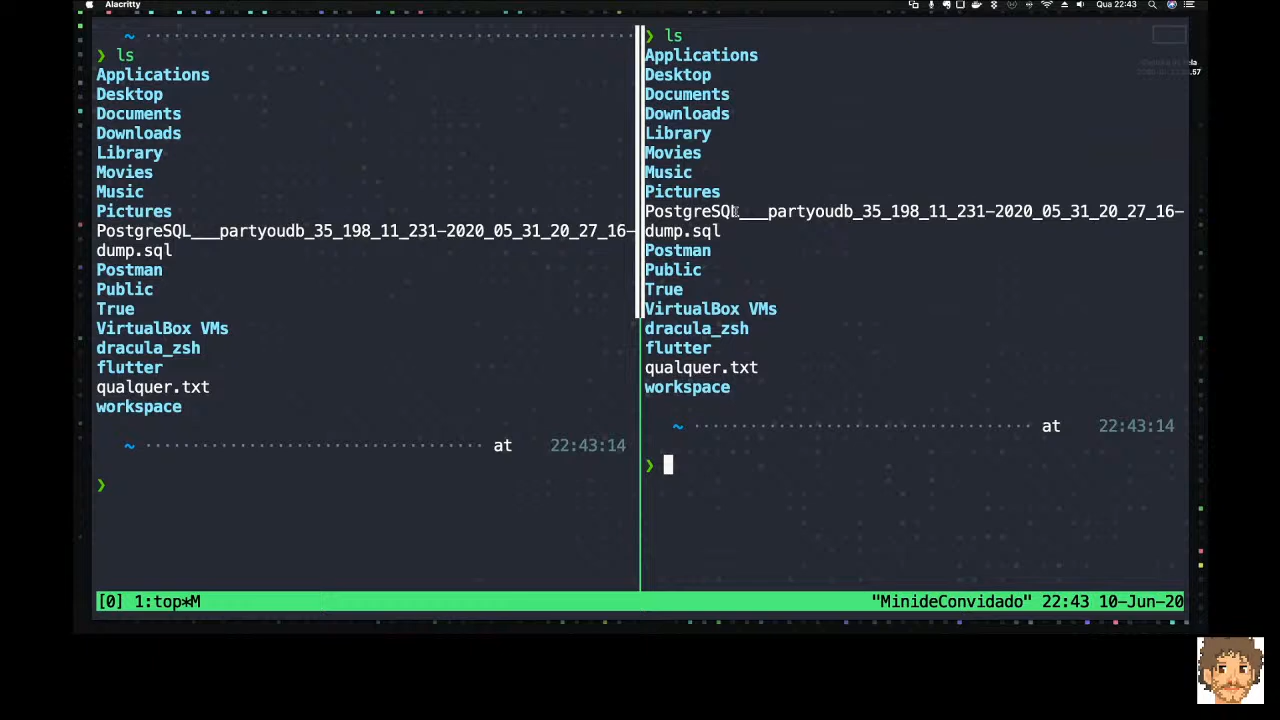 Alacritty
Qua 22:43
~
❯ ls
Applications
Desktop
Documents
Downloads
Library
Movies
Music
Pictures
PostgreSQL___partyoudb_35_198_11_231-2020_05_31_20_27_16-
dump.sql
Postman
Public
True
VirtualBox VMs
dracula_zsh
flutter
qualquer.txt
workspace
~ at 22:43:14
❯
❯ ls
Applications
Desktop
Documents
Downloads
Library
Movies
Music
Pictures
PostgreSQL___partyoudb_35_198_11_231-2020_05_31_20_27_16-
dump.sql
Postman
Public
True
VirtualBox VMs
dracula_zsh
flutter
qualquer.txt
workspace
~ at 22:43:14
❯
[0] 1:top*M "MinideConvidado" 22:43 10-Jun-20